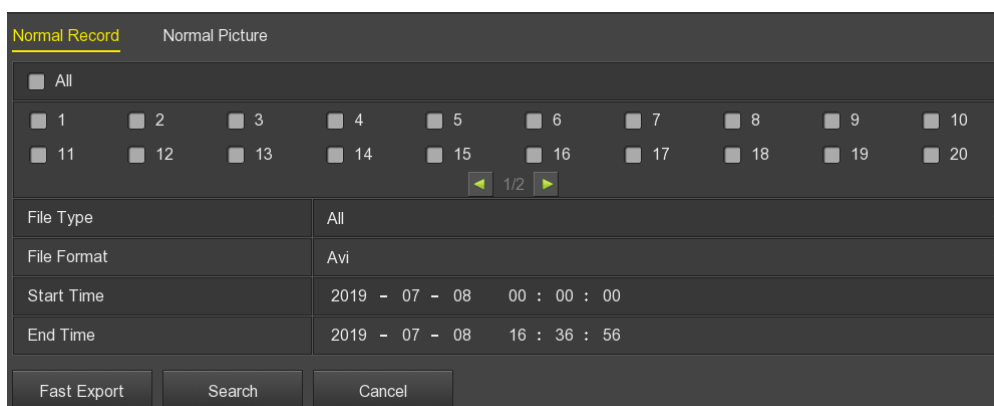 Normal Record Normal Picture
All
1 2 3 4 5 6 7 8 9 10
11 12 13 14 15 16 17 18 19 20
1/2
File Type All
File Format Avi
Start Time 2019 - 07 - 08 00 : 00 : 00
End Time 2019 - 07 - 08 16 : 36 : 56
Fast Export Search Cancel